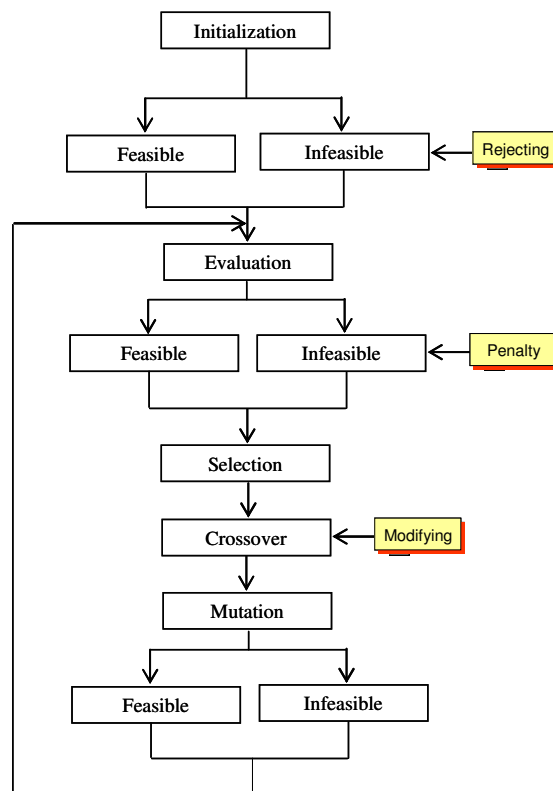 Initialization
Feasible
Infeasible
Rejecting
Evaluation
Feasible
Infeasible
Penalty
Selection
Crossover
Modifying
Mutation
Feasible
Infeasible